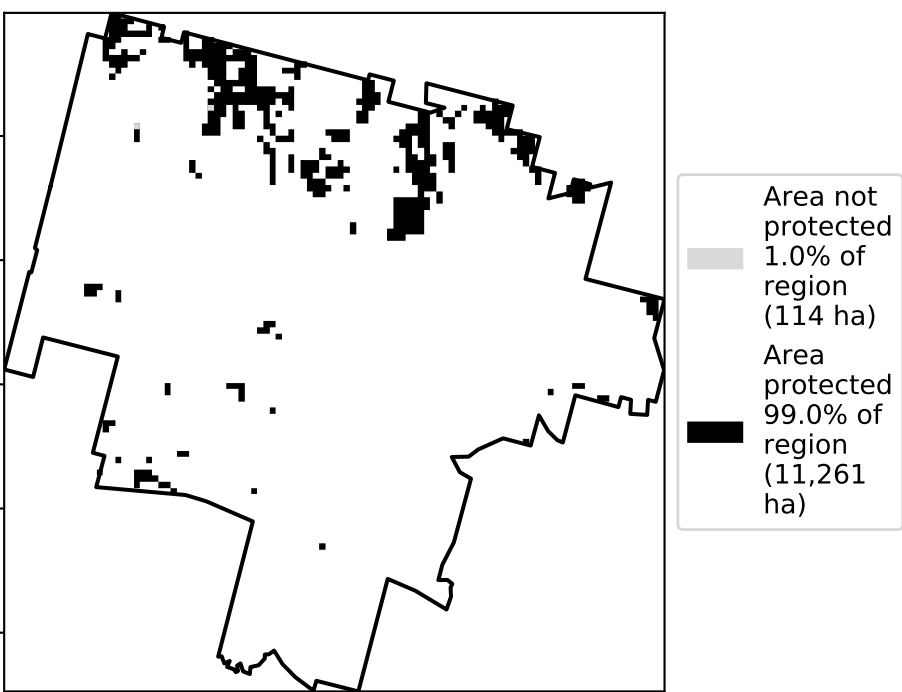 Area not
protected
1.0% of
region
(114 ha)
Area
protected
99.0% of
region
(11,261
ha)